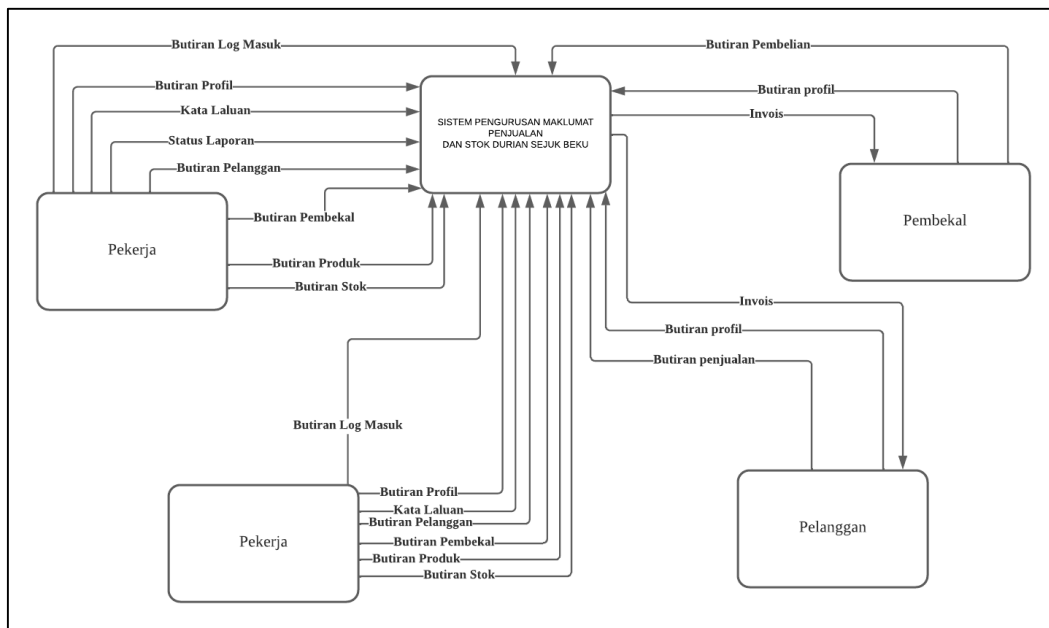 Butiran Log Masuk
Butiran Profil
Kata Laluan
Status Laporan
Butiran Pelanggan
Butiran Pembekal
Butiran Produk
Butiran Stok
Pekerja
SISTEM PENGURUSAN MAKLUMAT
PENJUALAN
DAN STOK DURIAN SEJUK BEKU
Butiran Pembelian
Butiran profil
Invois
Pembekal
Invois
Butiran profil
Butiran penjualan
Pelanggan
Butiran Log Masuk
Butiran Profil
Kata Laluan
Butiran Pelanggan
Butiran Pembekal
Butiran Produk
Butiran Stok
Pekerja